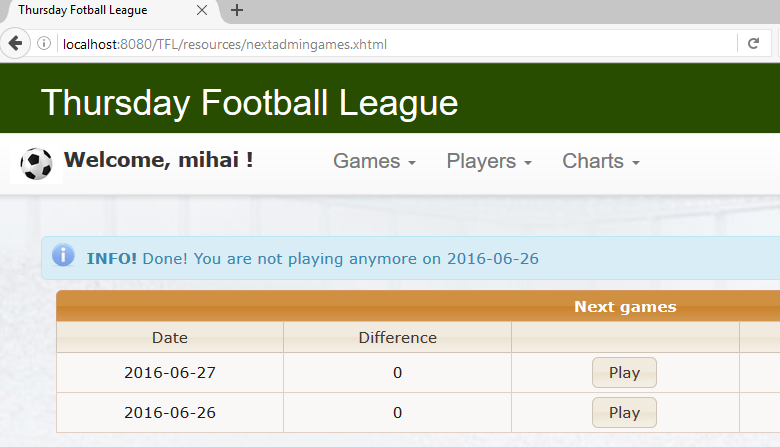 Thursday Fotball League
localhost:8080/TFL/resources/nextadmingames.xhtml
Thursday Football League
Welcome, mihai !
Games Players Charts
INFO! Done! You are not playing anymore on 2016-06-26
Next games
Date Difference
2016-06-27 0 Play
2016-06-26 0 Play